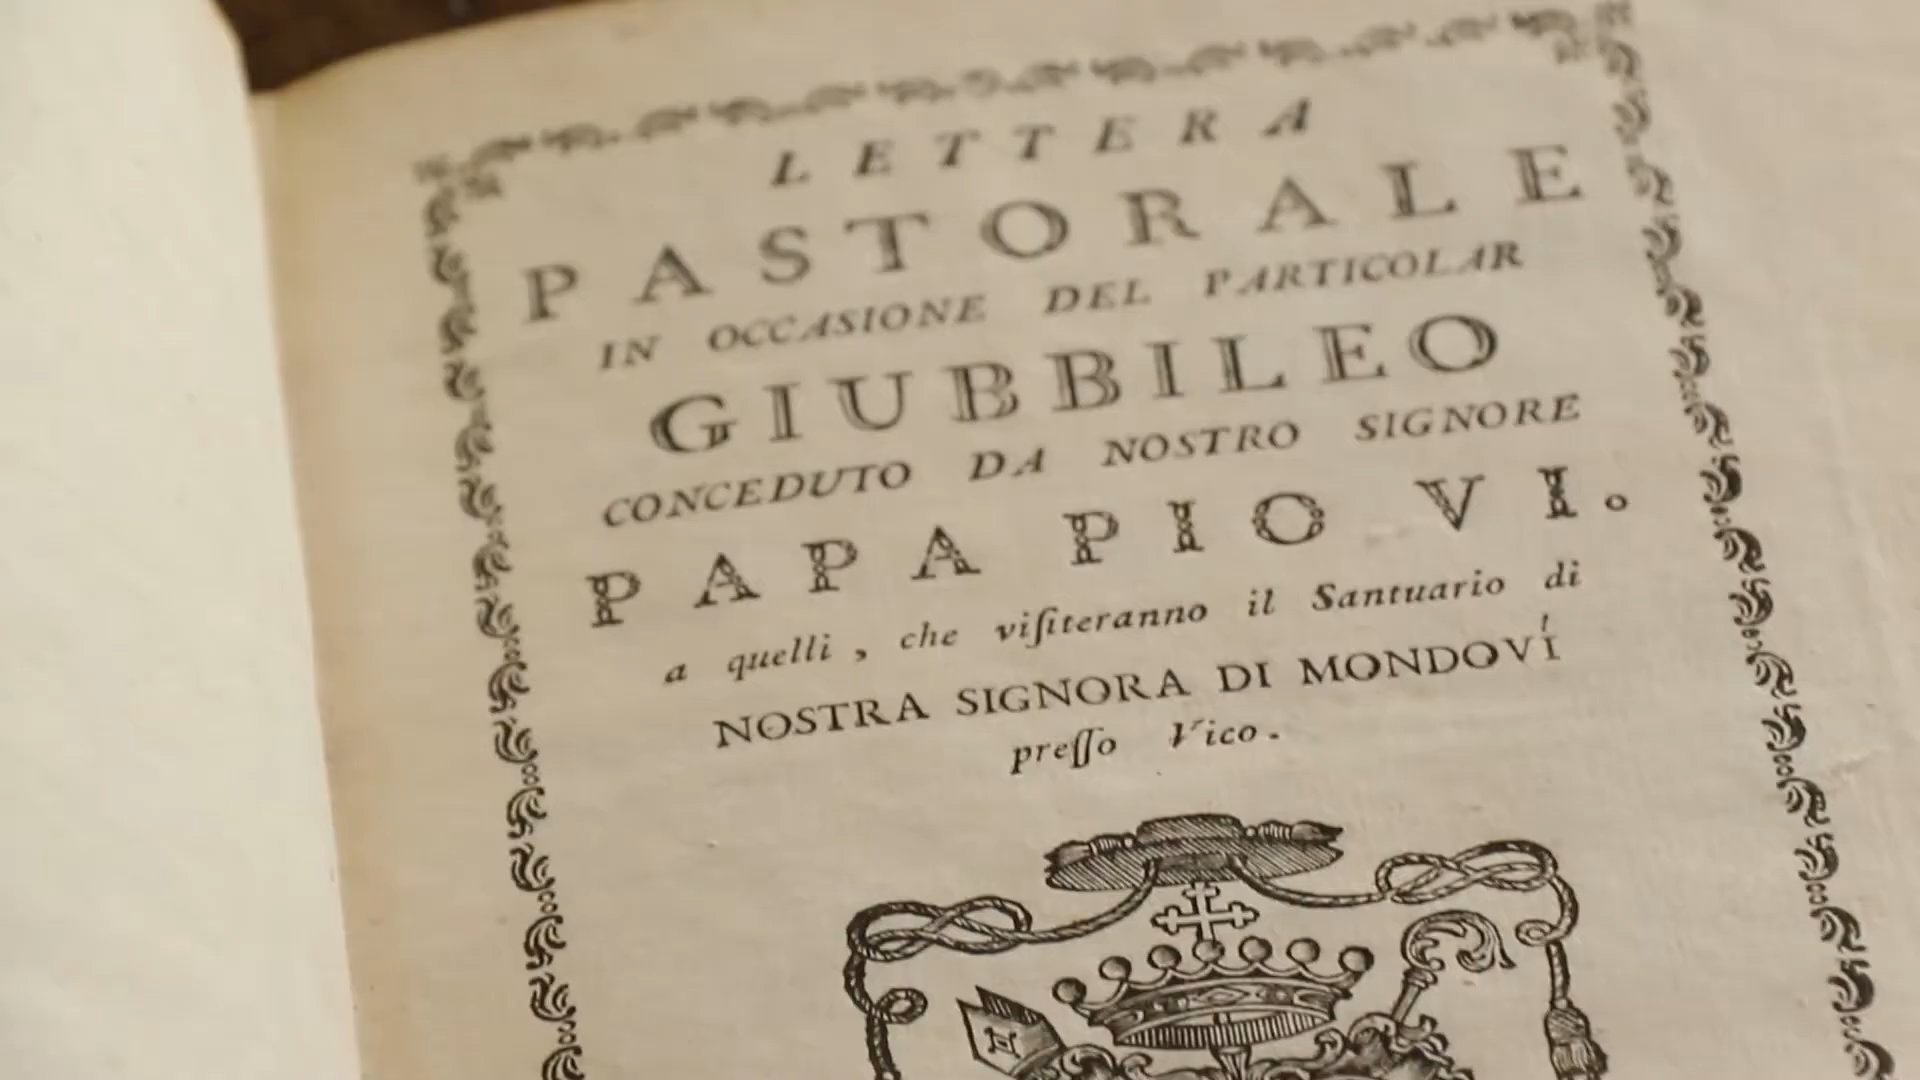 LETTERA
PASTORALE
IN OCCASIONE DEL PARTICOLAR
GIUBBILEO
CONCEDUTO DA NOSTRO SIGNORE
PAPA PIO VI.
a quelli, che viſiteranno il Santuario di
NOSTRA SIGNORA DI MONDOVÍ
preſſo Vico.